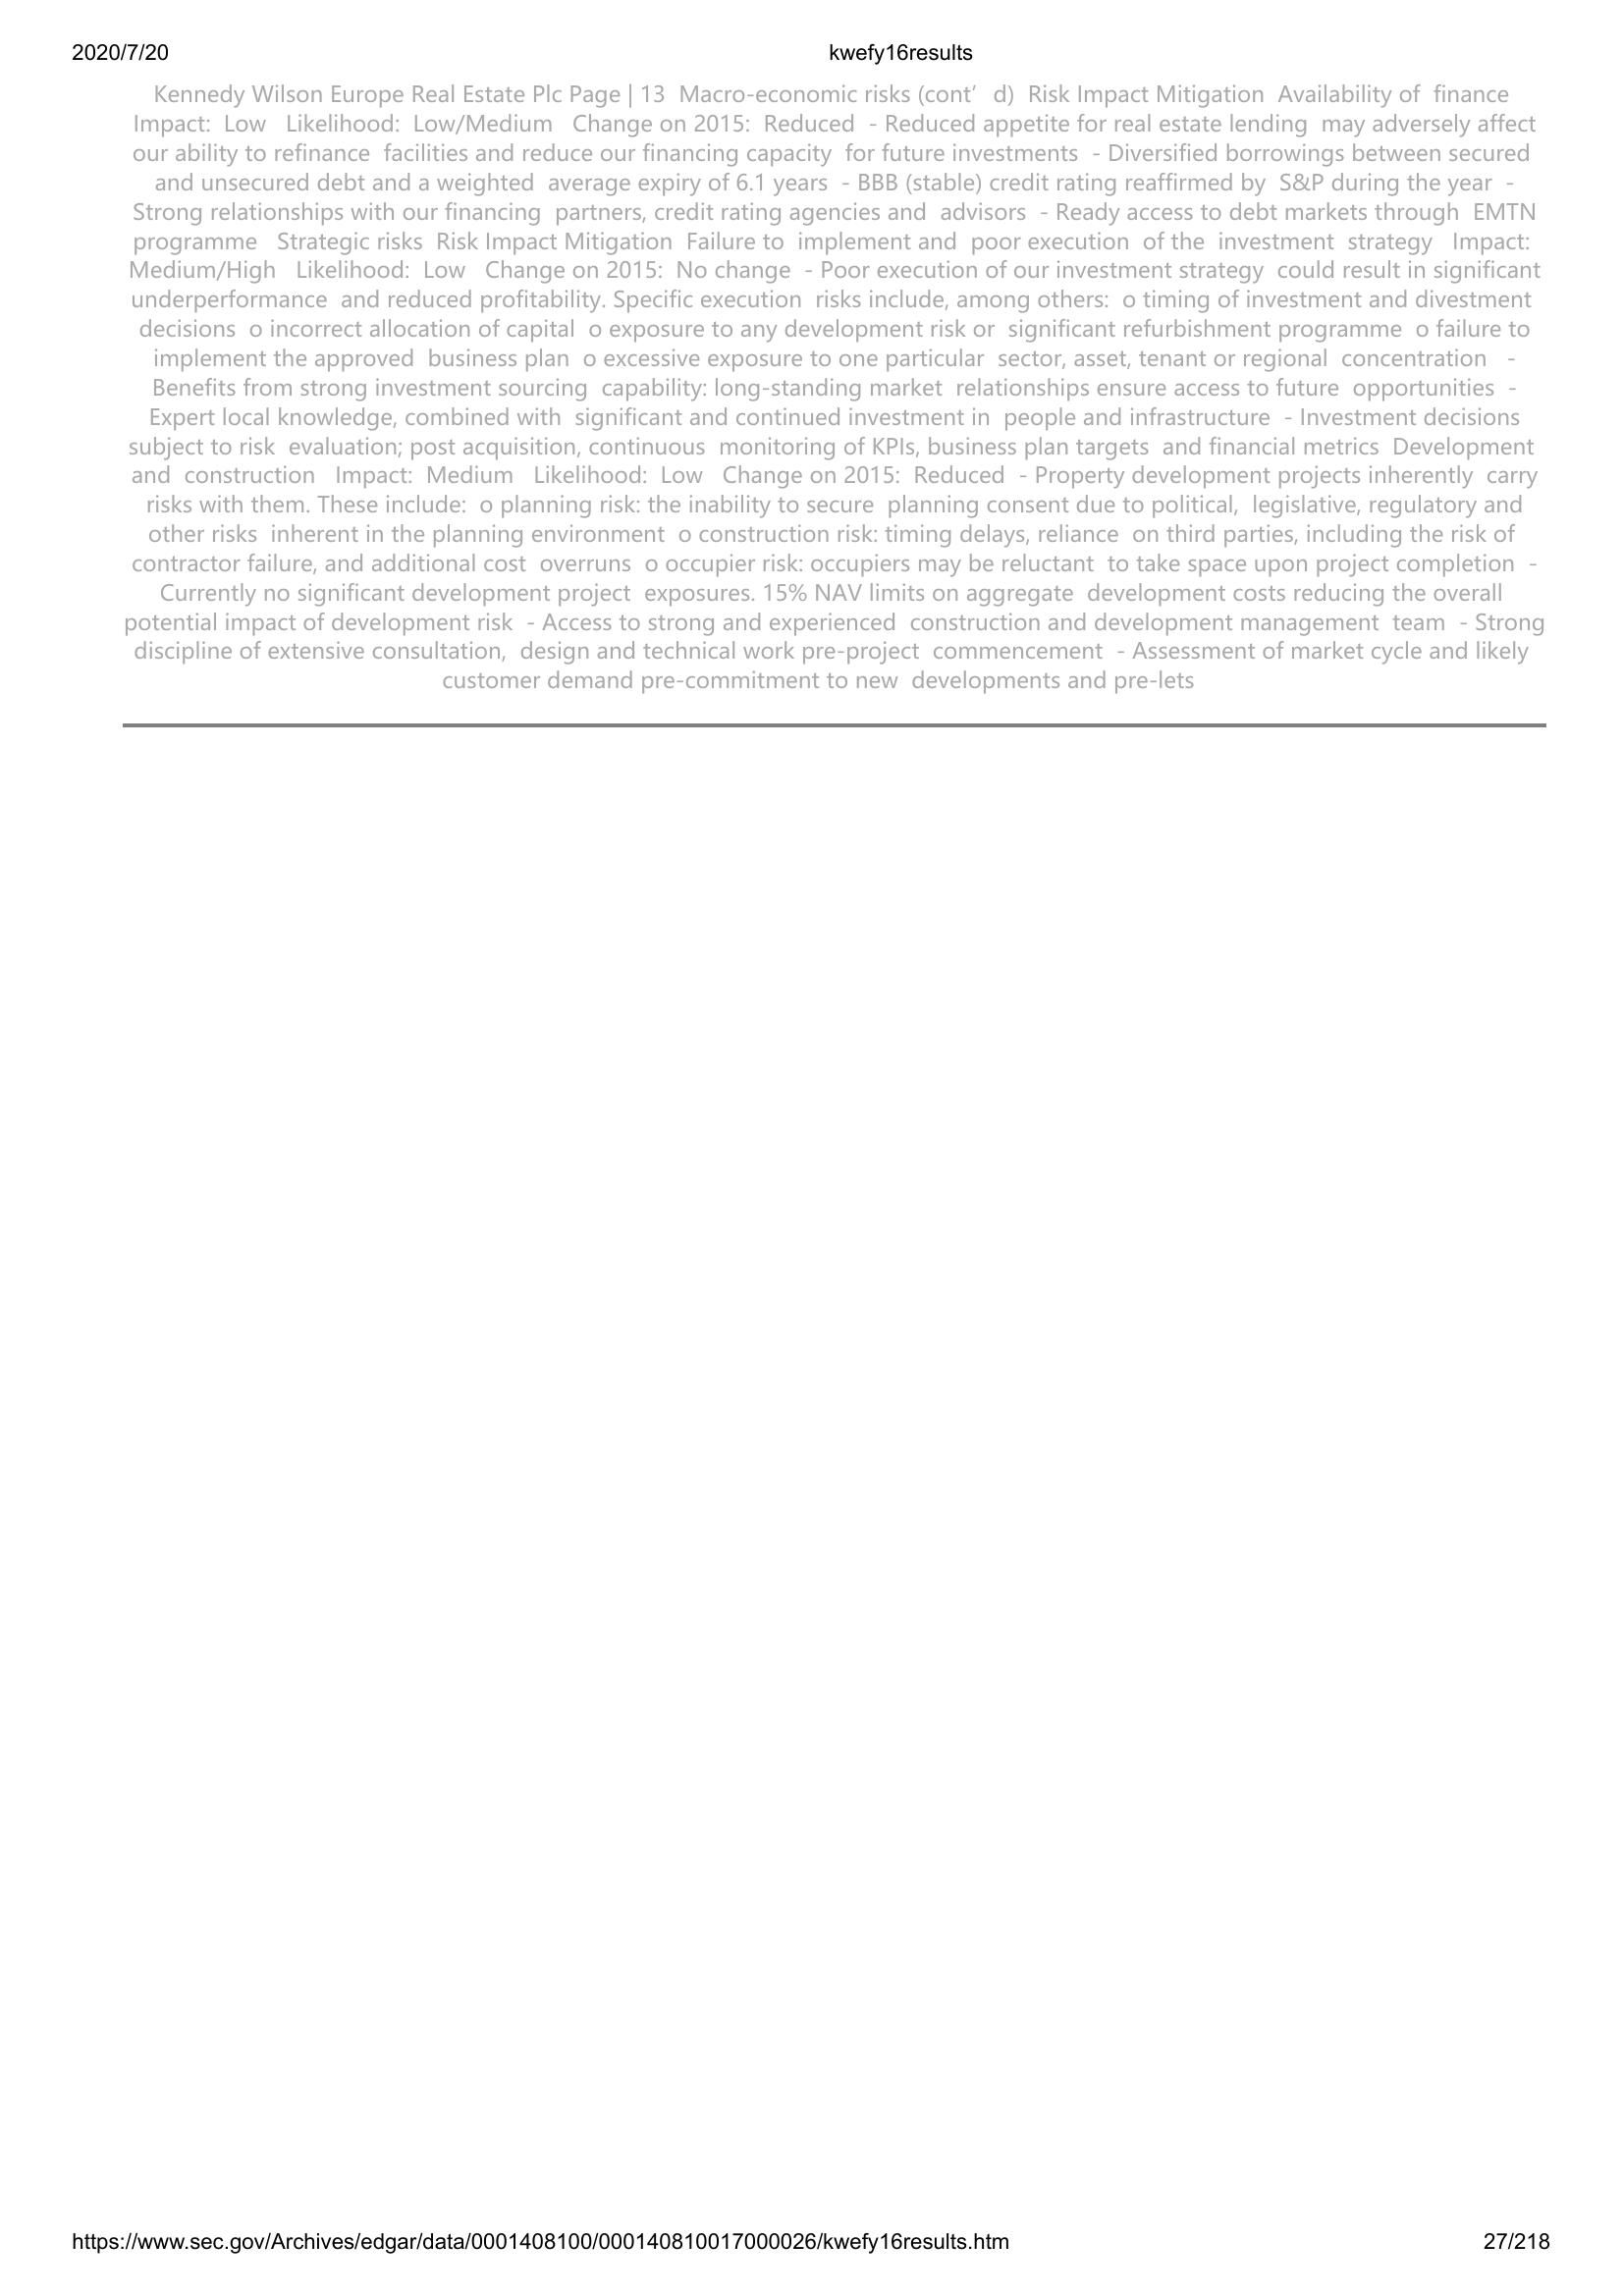 2020/7/20 kwefy16results
Kennedy Wilson Europe Real Estate Plc Page | 13  Macro-economic risks (cont’ d)  Risk Impact Mitigation  Availability of  finance
Impact:  Low   Likelihood:  Low/Medium   Change on 2015:  Reduced  - Reduced appetite for real estate lending  may adversely affect
our ability to refinance  facilities and reduce our financing capacity  for future investments  - Diversified borrowings between secured
and unsecured debt and a weighted  average expiry of 6.1 years  - BBB (stable) credit rating reaffirmed by  S&P during the year  -
Strong relationships with our financing  partners, credit rating agencies and  advisors  - Ready access to debt markets through  EMTN
programme   Strategic risks  Risk Impact Mitigation  Failure to  implement and  poor execution  of the  investment  strategy   Impact:
Medium/High   Likelihood:  Low   Change on 2015:  No change  - Poor execution of our investment strategy  could result in significant
underperformance  and reduced profitability. Specific execution  risks include, among others:  o timing of investment and divestment
decisions  o incorrect allocation of capital  o exposure to any development risk or  significant refurbishment programme  o failure to
implement the approved  business plan  o excessive exposure to one particular  sector, asset, tenant or regional  concentration   -
Benefits from strong investment sourcing  capability: long-standing market  relationships ensure access to future  opportunities  -
Expert local knowledge, combined with  significant and continued investment in  people and infrastructure  - Investment decisions
subject to risk  evaluation; post acquisition, continuous  monitoring of KPIs, business plan targets  and financial metrics  Development
and  construction   Impact:  Medium   Likelihood:  Low   Change on 2015:  Reduced  - Property development projects inherently  carry
risks with them. These include:  o planning risk: the inability to secure  planning consent due to political,  legislative, regulatory and
other risks  inherent in the planning environment  o construction risk: timing delays, reliance  on third parties, including the risk of
contractor failure, and additional cost  overruns  o occupier risk: occupiers may be reluctant  to take space upon project completion  -
Currently no significant development project  exposures. 15% NAV limits on aggregate  development costs reducing the overall
potential impact of development risk  - Access to strong and experienced  construction and development management  team  - Strong
discipline of extensive consultation,  design and technical work pre-project  commencement  - Assessment of market cycle and likely
customer demand pre-commitment to new  developments and pre-lets
https://www.sec.gov/Archives/edgar/data/0001408100/000140810017000026/kwefy16results.htm 27/218